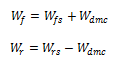 W_f = W_fs + W_dmc
W_r = W_rs − W_dmc